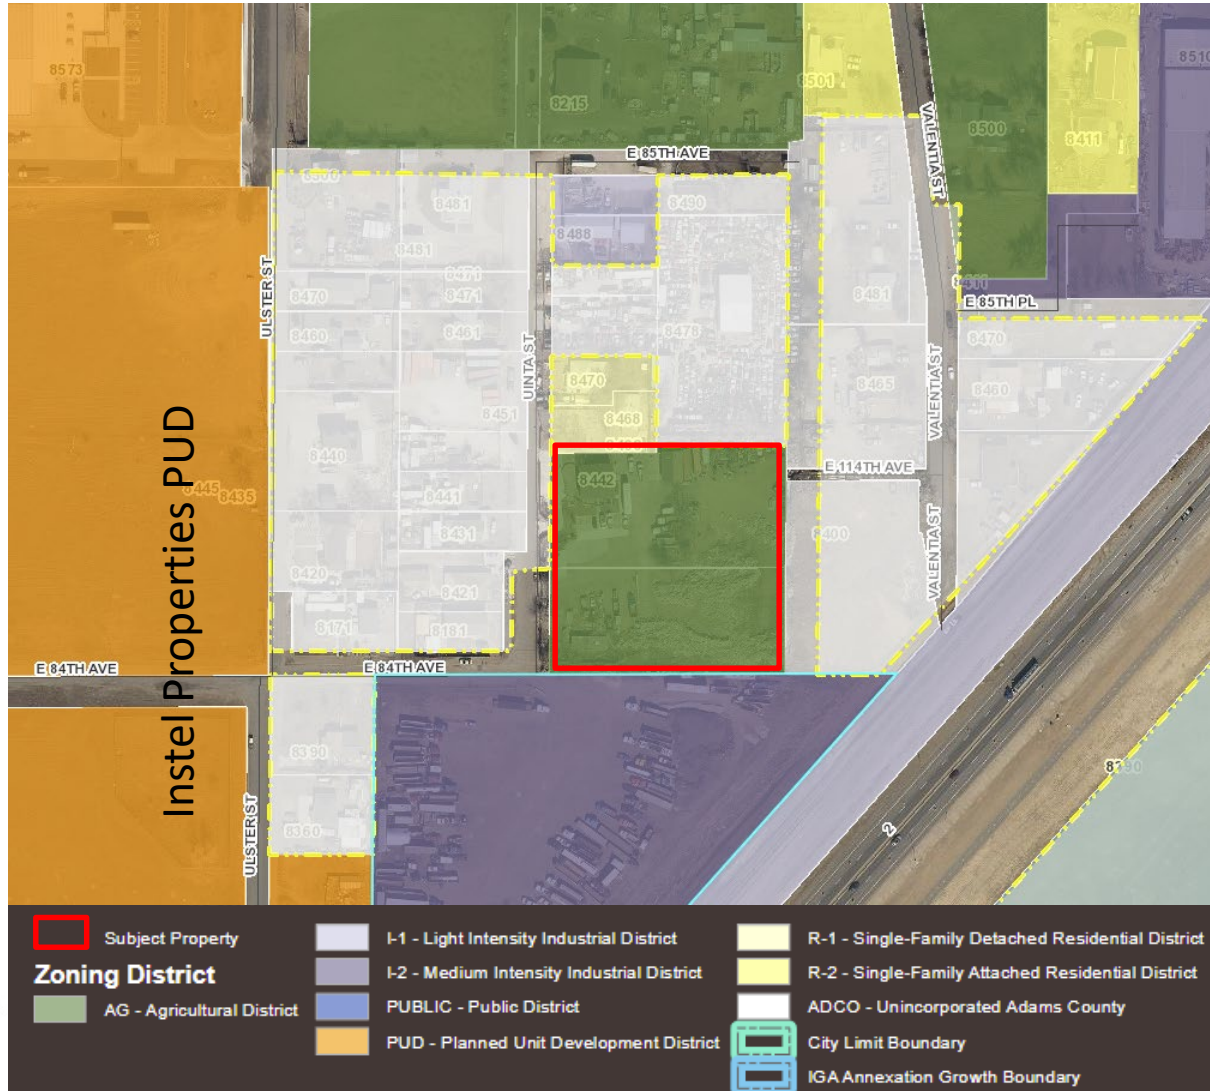 8573
8215
8501
VALENTIA ST
8500
8411
8510
E 85TH AVE
8500
8481
8481
8490
8488
ULSTER ST
8471
8470
8471
8460
8461
UINTA ST
8478
8481
8411
E 85TH PL
8470
VALENTIA ST
8465
8460
8470
8468
8451
8440
Instel Properties PUD
8445
8435
8442
E 114TH AVE
8441
8431
8400
VALENTIA ST
8420
8421
8171
8181
E 84TH AVE
E 84TH AVE
8390
8390
ULSTER ST
8360
2
Subject Property
Zoning District
AG - Agricultural District
I-1 - Light Intensity Industrial District
I-2 - Medium Intensity Industrial District
PUBLIC - Public District
PUD - Planned Unit Development District
R-1 - Single-Family Detached Residential District
R-2 - Single-Family Attached Residential District
ADCO - Unincorporated Adams County
City Limit Boundary
IGA Annexation Growth Boundary